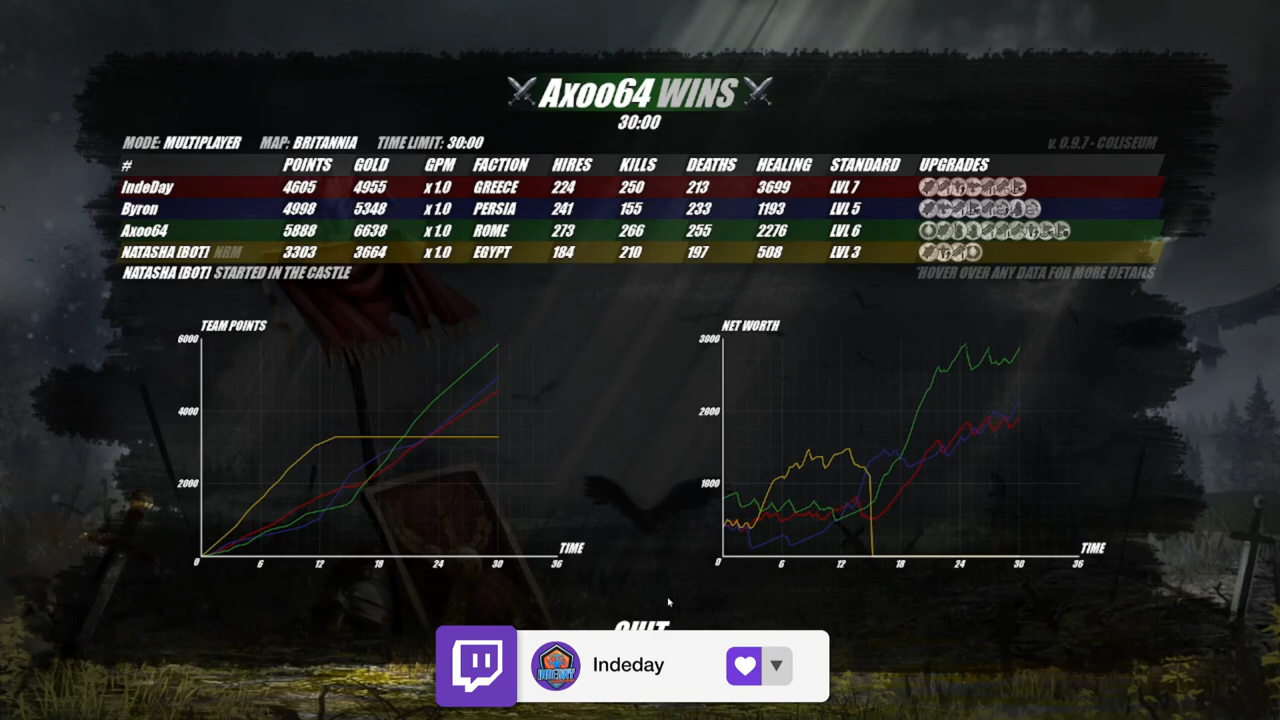 Axoo64 WINS
30:00
MODE: MULTIPLAYER MAP: BRITANNIA TIME LIMIT: 30:00 v. 0.9.7 - COLISEUM
# POINTS GOLD GPM FACTION HIRES KILLS DEATHS HEALING STANDARD UPGRADES
IndeDay 4605 4955 x 1.0 GREECE 224 250 213 3699 LVL 7
Byron 4998 5348 x 1.0 PERSIA 241 155 233 1193 LVL 5
Axoo64 5888 6638 x 1.0 ROME 273 266 255 2276 LVL 6
NATASHA [BOT] NRM 3303 3664 x 1.0 EGYPT 184 210 197 508 LVL 3
NATASHA [BOT] STARTED IN THE CASTLE *HOVER OVER ANY DATA FOR MORE DETAILS
TEAM POINTS NET WORTH
6000 3000
4000 2000
2000 1000
TIME TIME
0 6 12 18 24 30 36 0 6 12 18 24 30 36
QUIT
Indeday